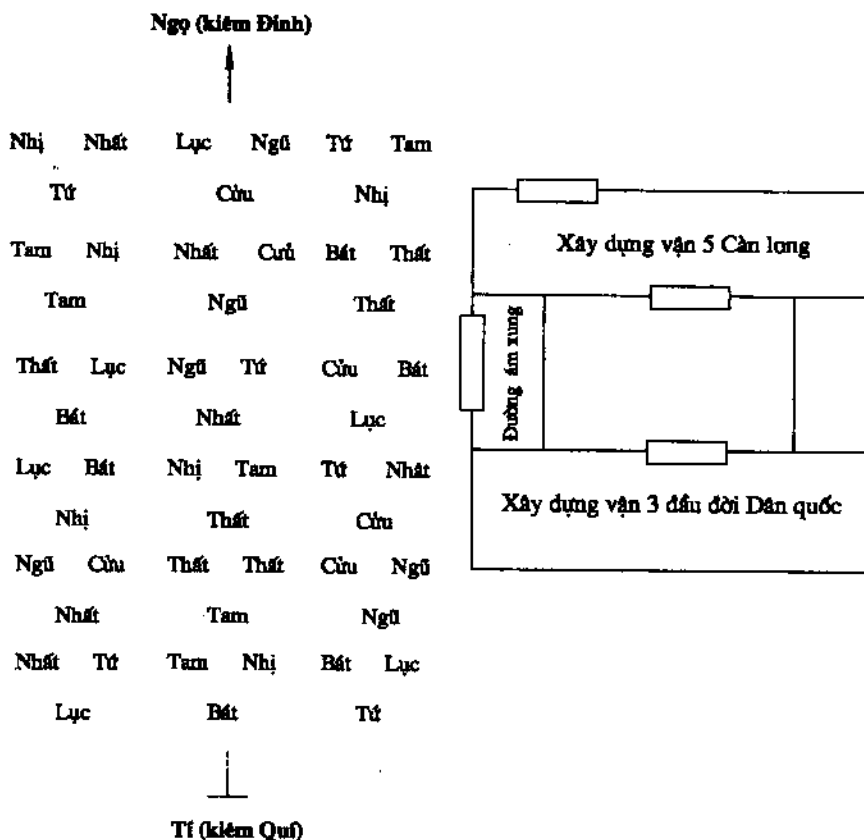 Ngọ (kiêm Đinh)
Nhị Nhất Lục Ngũ Tứ Tam
Tứ Cửu Nhị
Tam Nhị Nhất Cưủ Bát Thất
Tam Ngũ Thất
Thất Lục Ngũ Tứ Cửu Bát
Bát Nhất Lục
Lục Bát Nhị Tam Tứ Nhât
Nhị Thất Cửu
Ngũ Cửu Thất Thất Cửu Ngũ
Nhất Tam Ngũ
Nhất Tứ Tam Nhị Bát Lục
Lục Bát Tứ
Tí (kiêm Quí)
Xây dựng vận 5 Càn long
Đường ám xung
Xây dựng vận 3 đầu đời Dân quốc